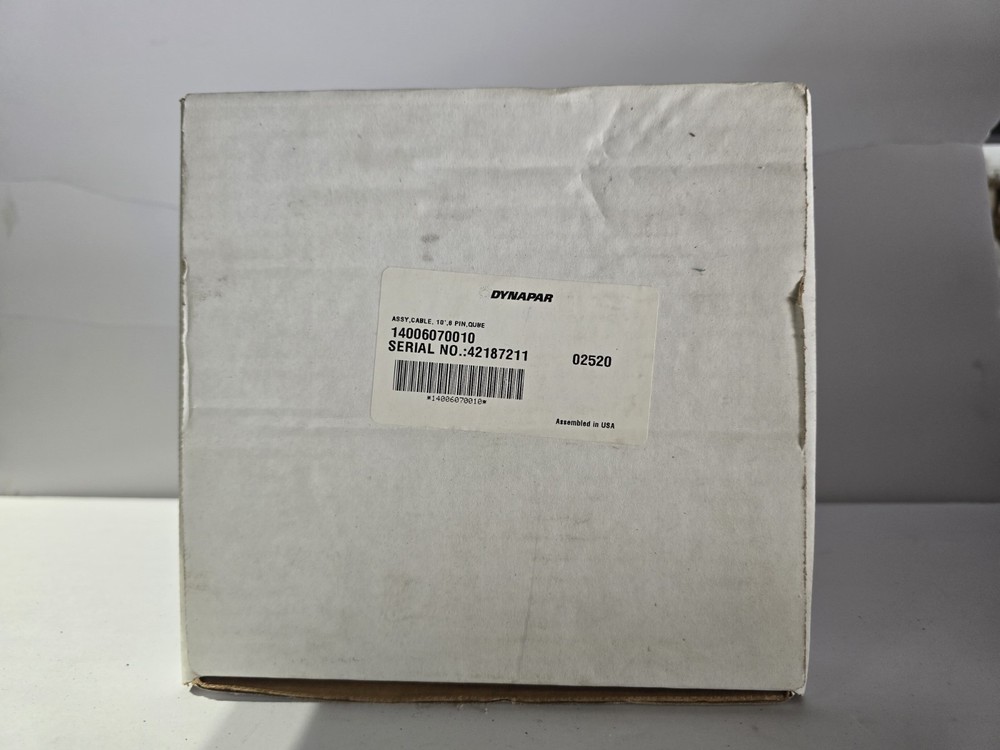 DYNAPAR
ASSY,CABLE, 10',8 PIN,QUBE
14006070010
SERIAL NO.:42187211
02520
*14006070010*
Assembled in USA